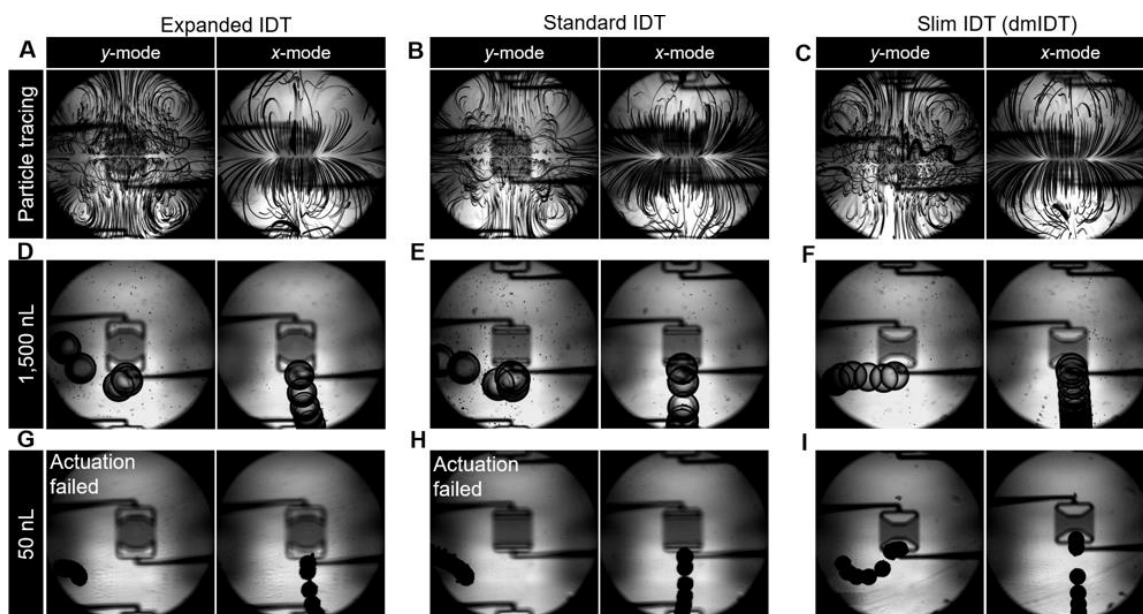 Expanded IDT
Standard IDT
Slim IDT (dmIDT)
A
y-mode
x-mode
B
y-mode
x-mode
C
y-mode
x-mode
Particle tracing
D
E
F
1,500 nL
G
H
I
50 nL
Actuation
failed
Actuation
failed